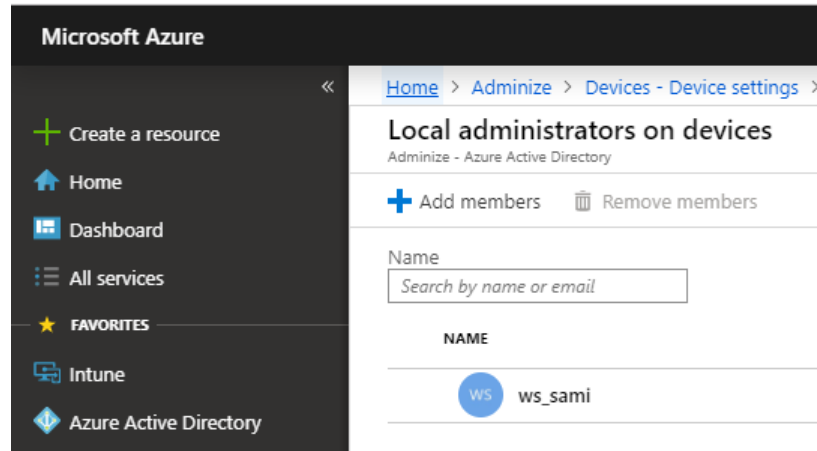 Microsoft Azure
«
Create a resource
Home
Dashboard
All services
FAVORITES
Intune
Azure Active Directory
Home > Adminize > Devices - Device settings >
Local administrators on devices
Adminize - Azure Active Directory
Add members Remove members
Name
Search by name or email
NAME
WS ws_sami